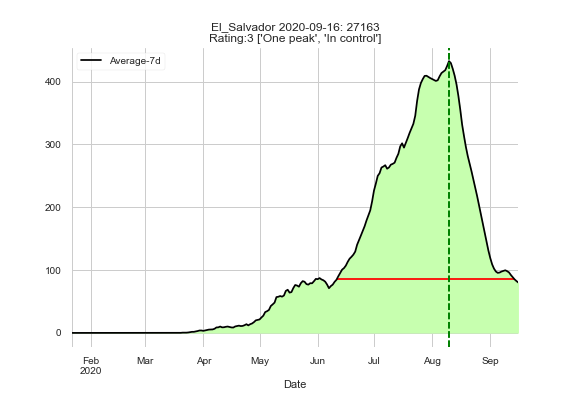 El_Salvador 2020-09-16: 27163
Rating:3 ['One peak', 'In control']
Average-7d
400
300
200
100
0
Feb Mar Apr May Jun Jul Aug Sep
2020
Date